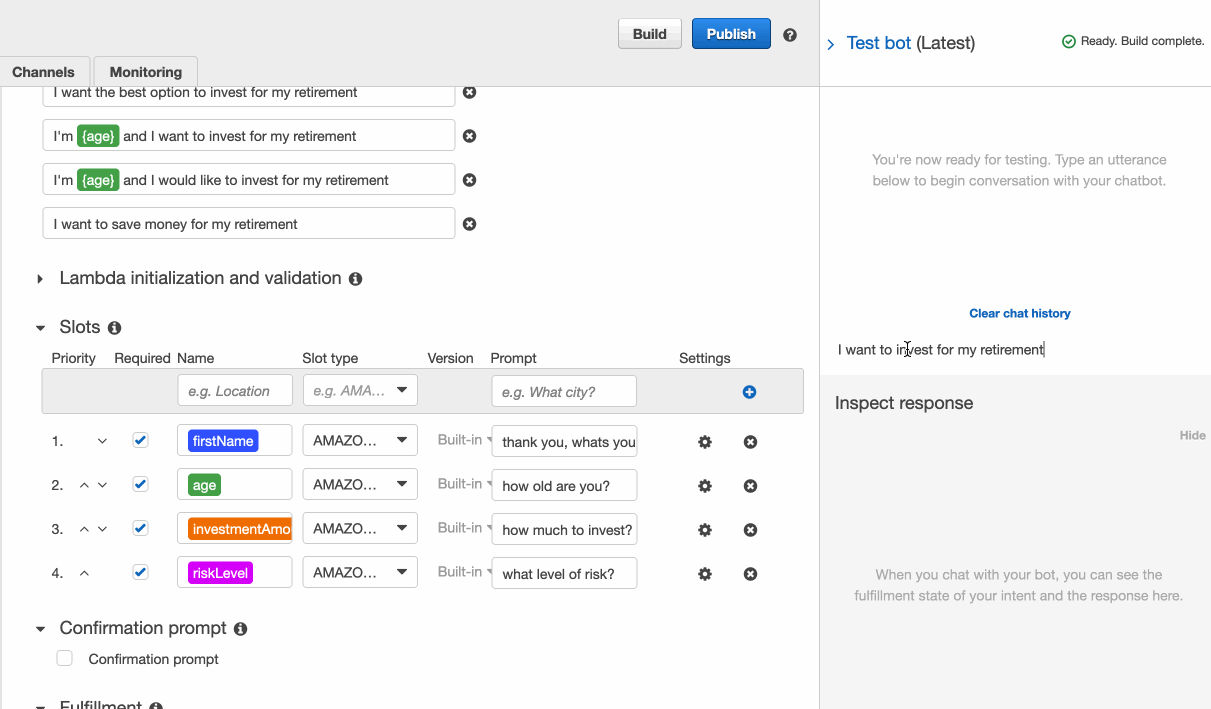 Build
Publish
Channels
Monitoring
I want the best option to invest for my retirement
I'm {age} and I want to invest for my retirement
I'm {age} and I would like to invest for my retirement
I want to save money for my retirement
Lambda initialization and validation
Slots
Priority Required Name Slot type Version Prompt Settings
e.g. Location e.g. AMA... e.g. What city?
1. firstName AMAZO... Built-in thank you, whats you
2. age AMAZO... Built-in how old are you?
3. investmentAmo AMAZO... Built-in how much to invest?
4. riskLevel AMAZO... Built-in what level of risk?
Confirmation prompt
Confirmation prompt
Fulfillment
Test bot (Latest)
Ready. Build complete.
You're now ready for testing. Type an utterance
below to begin conversation with your chatbot.
Clear chat history
I want to invest for my retirement
Inspect response
Hide
When you chat with your bot, you can see the
fulfillment state of your intent and the response here.